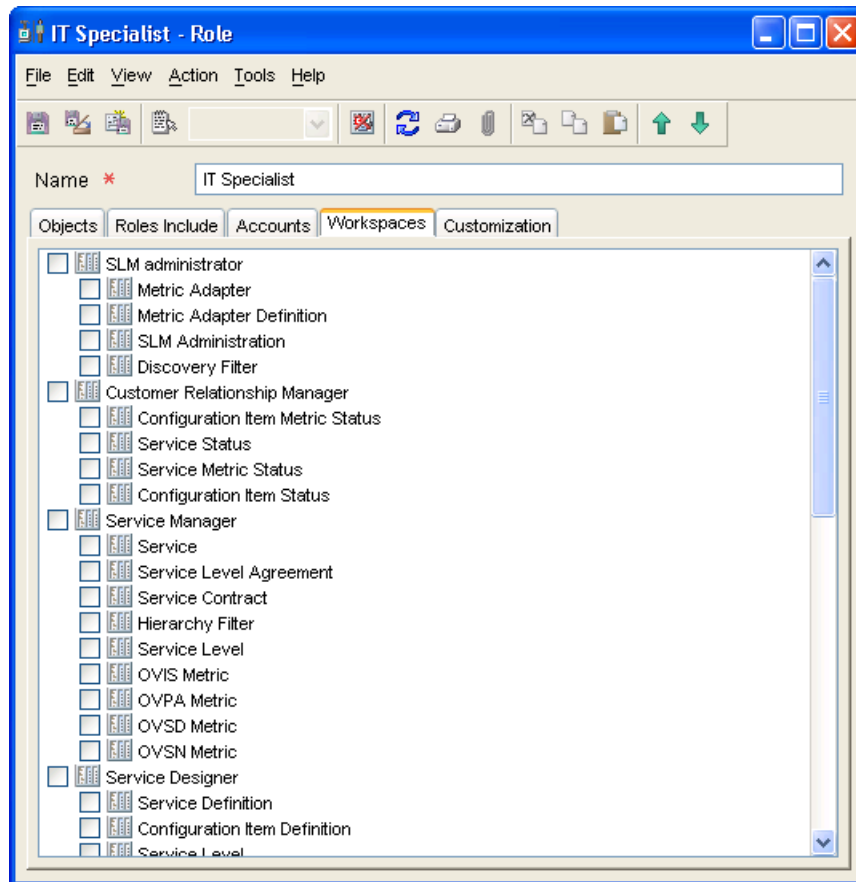 IT Specialist - Role
File Edit View Action Tools Help
Name * IT Specialist
Objects Roles Include Accounts Workspaces Customization
SLM administrator
Metric Adapter
Metric Adapter Definition
SLM Administration
Discovery Filter
Customer Relationship Manager
Configuration Item Metric Status
Service Status
Service Metric Status
Configuration Item Status
Service Manager
Service
Service Level Agreement
Service Contract
Hierarchy Filter
Service Level
OVIS Metric
OVPA Metric
OVSD Metric
OVSN Metric
Service Designer
Service Definition
Configuration Item Definition
Service Level